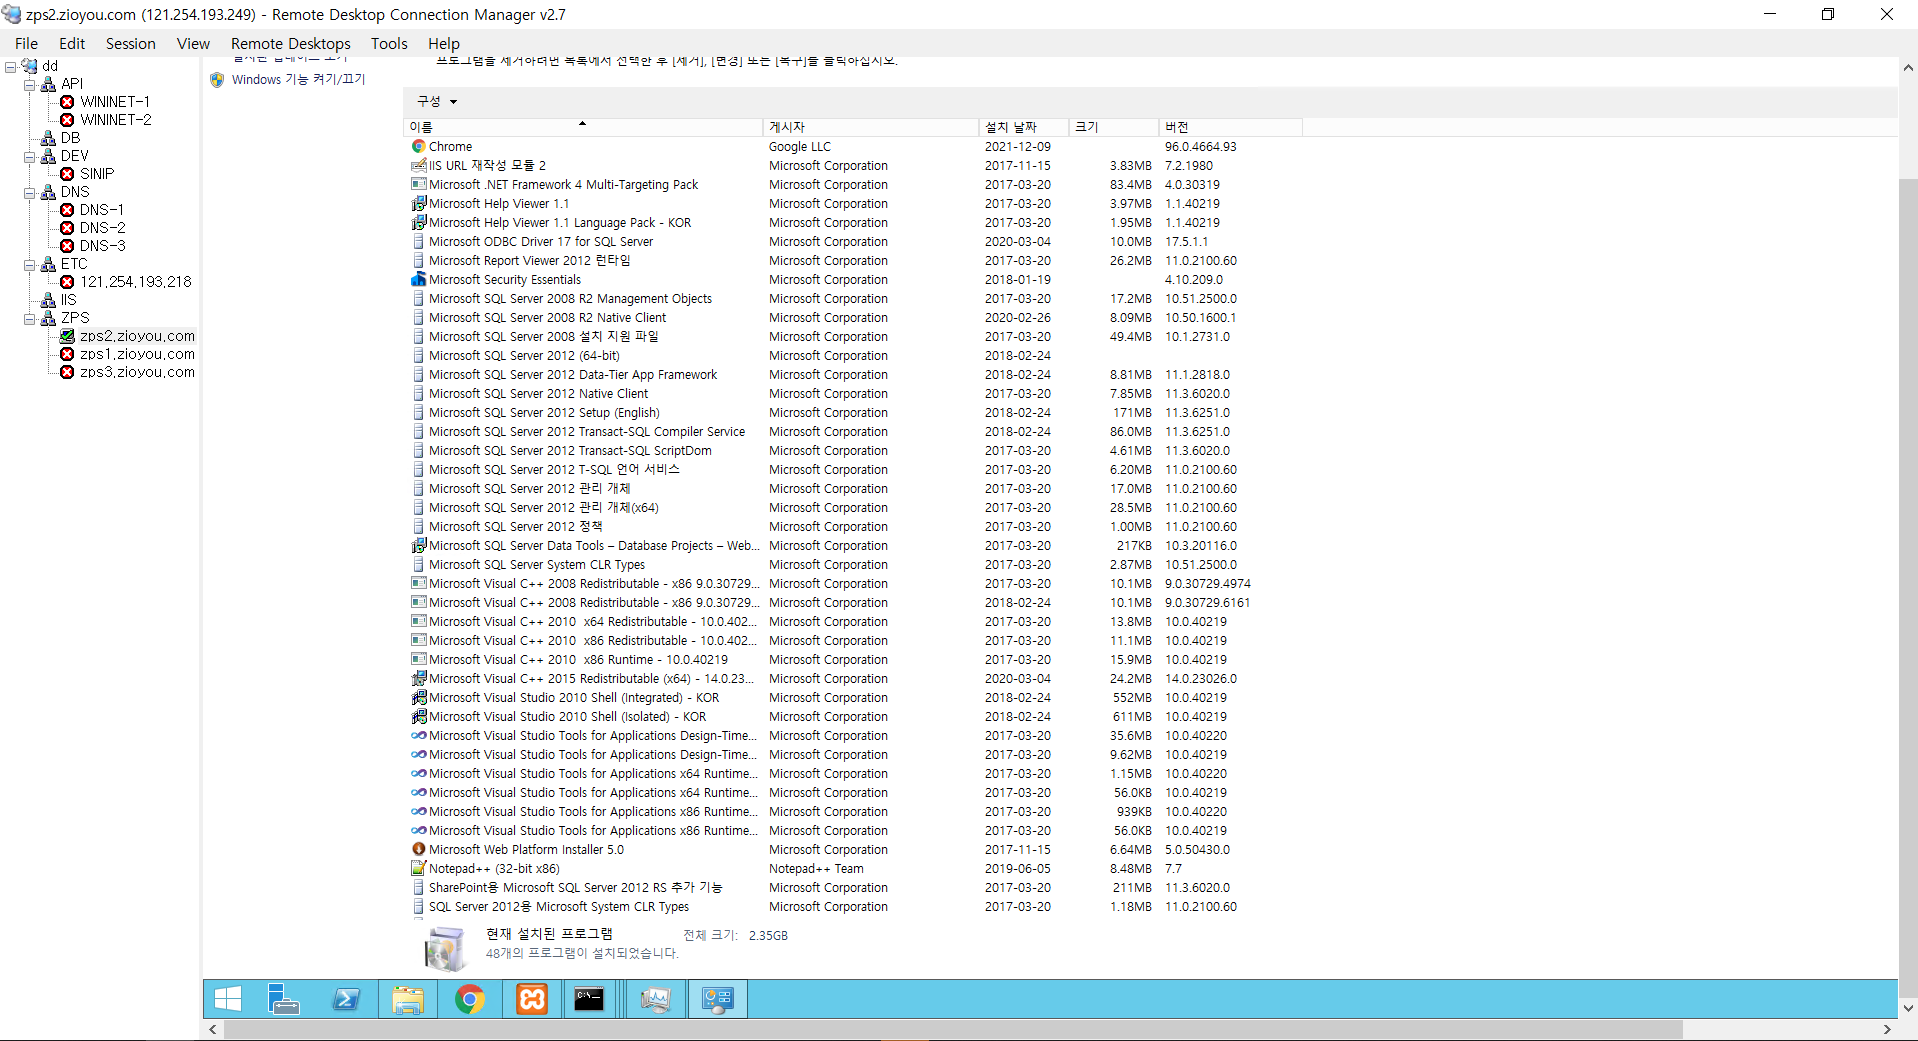 zps2.zioyou.com (121.254.193.249) - Remote Desktop Connection Manager v2.7
File Edit Session View Remote Desktops Tools Help
dd
API
WININET-1
WININET-2
DB
DEV
SINIP
DNS
DNS-1
DNS-2
DNS-3
ETC
121.254.193.218
IIS
ZPS
zps2.zioyou.com
zps1.zioyou.com
zps3.zioyou.com
설치된 업데이트 보기
Windows 기능 켜기/끄기
프로그램을 제거하려면 목록에서 선택한 후 [제거], [변경] 또는 [복구]를 클릭하십시오.
구성
이름 게시자 설치 날짜 크기 버전
Chrome Google LLC 2021-12-09 96.0.4664.93
IIS URL 재작성 모듈 2 Microsoft Corporation 2017-11-15 3.83MB 7.2.1980
Microsoft .NET Framework 4 Multi-Targeting Pack Microsoft Corporation 2017-03-20 83.4MB 4.0.30319
Microsoft Help Viewer 1.1 Microsoft Corporation 2017-03-20 3.97MB 1.1.40219
Microsoft Help Viewer 1.1 Language Pack - KOR Microsoft Corporation 2017-03-20 1.95MB 1.1.40219
Microsoft ODBC Driver 17 for SQL Server Microsoft Corporation 2020-03-04 10.0MB 17.5.1.1
Microsoft Report Viewer 2012 런타임 Microsoft Corporation 2017-03-20 26.2MB 11.0.2100.60
Microsoft Security Essentials Microsoft Corporation 2018-01-19 4.10.209.0
Microsoft SQL Server 2008 R2 Management Objects Microsoft Corporation 2017-03-20 17.2MB 10.51.2500.0
Microsoft SQL Server 2008 R2 Native Client Microsoft Corporation 2020-02-26 8.09MB 10.50.1600.1
Microsoft SQL Server 2008 설치 지원 파일 Microsoft Corporation 2017-03-20 49.4MB 10.1.2731.0
Microsoft SQL Server 2012 (64-bit) Microsoft Corporation 2018-02-24
Microsoft SQL Server 2012 Data-Tier App Framework Microsoft Corporation 2018-02-24 8.81MB 11.1.2818.0
Microsoft SQL Server 2012 Native Client Microsoft Corporation 2017-03-20 7.85MB 11.3.6020.0
Microsoft SQL Server 2012 Setup (English) Microsoft Corporation 2018-02-24 171MB 11.3.6251.0
Microsoft SQL Server 2012 Transact-SQL Compiler Service Microsoft Corporation 2018-02-24 86.0MB 11.3.6251.0
Microsoft SQL Server 2012 Transact-SQL ScriptDom Microsoft Corporation 2017-03-20 4.61MB 11.3.6020.0
Microsoft SQL Server 2012 T-SQL 언어 서비스 Microsoft Corporation 2017-03-20 6.20MB 11.0.2100.60
Microsoft SQL Server 2012 관리 개체 Microsoft Corporation 2017-03-20 17.0MB 11.0.2100.60
Microsoft SQL Server 2012 관리 개체(x64) Microsoft Corporation 2017-03-20 28.5MB 11.0.2100.60
Microsoft SQL Server 2012 정책 Microsoft Corporation 2017-03-20 1.00MB 11.0.2100.60
Microsoft SQL Server Data Tools – Database Projects – Web... Microsoft Corporation 2017-03-20 217KB 10.3.20116.0
Microsoft SQL Server System CLR Types Microsoft Corporation 2017-03-20 2.87MB 10.51.2500.0
Microsoft Visual C++ 2008 Redistributable - x86 9.0.30729... Microsoft Corporation 2017-03-20 10.1MB 9.0.30729.4974
Microsoft Visual C++ 2008 Redistributable - x86 9.0.30729... Microsoft Corporation 2018-02-24 10.1MB 9.0.30729.6161
Microsoft Visual C++ 2010 x64 Redistributable - 10.0.402... Microsoft Corporation 2017-03-20 13.8MB 10.0.40219
Microsoft Visual C++ 2010 x86 Redistributable - 10.0.402... Microsoft Corporation 2017-03-20 11.1MB 10.0.40219
Microsoft Visual C++ 2010 x86 Runtime - 10.0.40219 Microsoft Corporation 2017-03-20 15.9MB 10.0.40219
Microsoft Visual C++ 2015 Redistributable (x64) - 14.0.23... Microsoft Corporation 2020-03-04 24.2MB 14.0.23026.0
Microsoft Visual Studio 2010 Shell (Integrated) - KOR Microsoft Corporation 2018-02-24 552MB 10.0.40219
Microsoft Visual Studio 2010 Shell (Isolated) - KOR Microsoft Corporation 2018-02-24 611MB 10.0.40219
Microsoft Visual Studio Tools for Applications Design-Time... Microsoft Corporation 2017-03-20 35.6MB 10.0.40220
Microsoft Visual Studio Tools for Applications Design-Time... Microsoft Corporation 2017-03-20 9.62MB 10.0.40219
Microsoft Visual Studio Tools for Applications x64 Runtime... Microsoft Corporation 2017-03-20 1.15MB 10.0.40220
Microsoft Visual Studio Tools for Applications x64 Runtime... Microsoft Corporation 2017-03-20 56.0KB 10.0.40219
Microsoft Visual Studio Tools for Applications x86 Runtime... Microsoft Corporation 2017-03-20 939KB 10.0.40220
Microsoft Visual Studio Tools for Applications x86 Runtime... Microsoft Corporation 2017-03-20 56.0KB 10.0.40219
Microsoft Web Platform Installer 5.0 Microsoft Corporation 2017-11-15 6.64MB 5.0.50430.0
Notepad++ (32-bit x86) Notepad++ Team 2019-06-05 8.48MB 7.7
SharePoint용 Microsoft SQL Server 2012 RS 추가 기능 Microsoft Corporation 2017-03-20 211MB 11.3.6020.0
SQL Server 2012용 Microsoft System CLR Types Microsoft Corporation 2017-03-20 1.18MB 11.0.2100.60
현재 설치된 프로그램 전체 크기: 2.35GB
48개의 프로그램이 설치되었습니다.